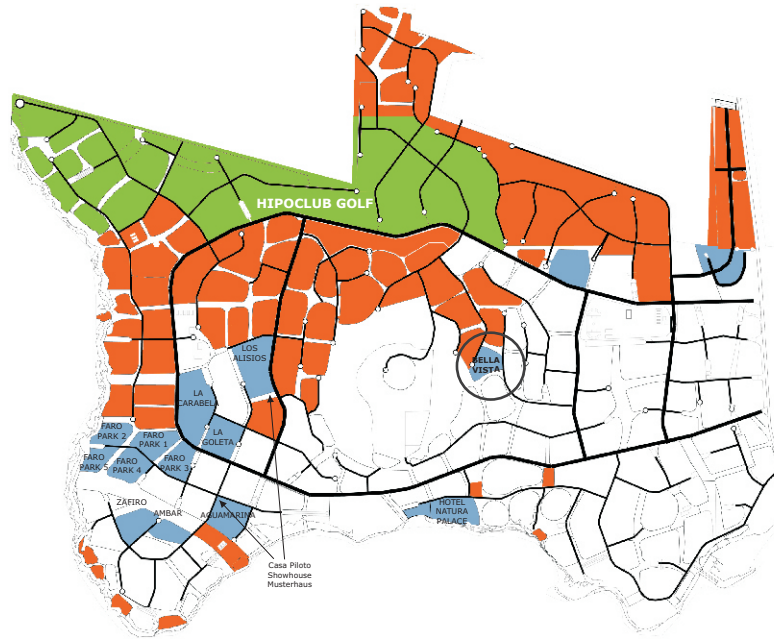 HIPOCLUB GOLF
LOS
ALISIOS
BELLA
VISTA
LA
CARABELA
LA
GOLETA
FARO
PARK 2
FARO
PARK 1
FARO
PARK 5
FARO
PARK 4
FARO
PARK 3
ZAFIRO
AMBAR
AGUAMARINA
HOTEL
NATURA
PALACE
Casa Piloto
Showhouse
Musterhaus